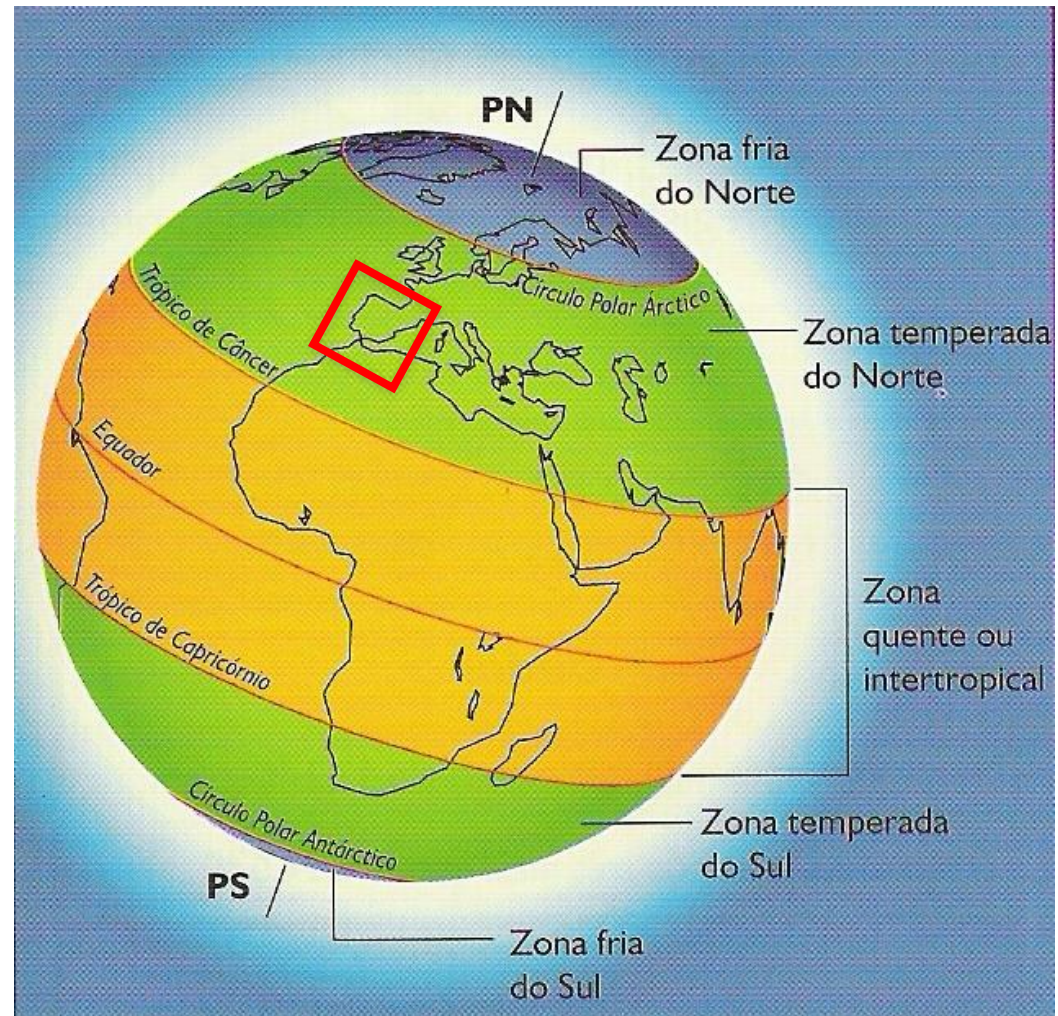 PN
Zona fria
do Norte
Círculo Polar Árctico
Trópico de Câncer
Zona temperada
do Norte
Equador
Zona
quente ou
intertropical
Trópico de Capricórnio
Círculo Polar Antárctico
Zona temperada
do Sul
PS
Zona fria
do Sul